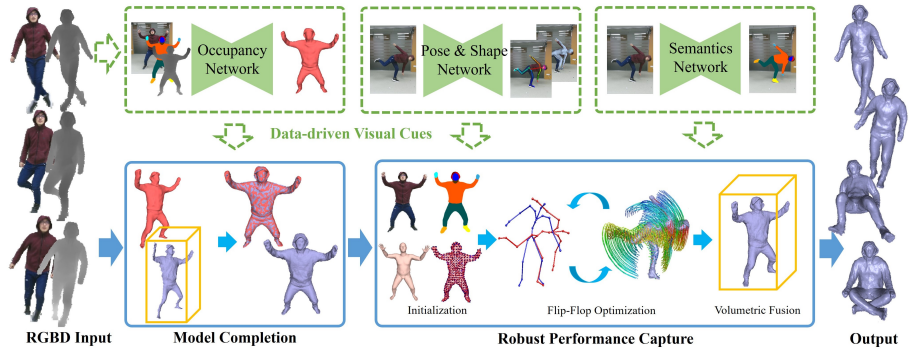 Occupancy
Network
Pose & Shape
Network
Semantics
Network
Data-driven Visual Cues
Initialization
Flip-Flop Optimization
Volumetric Fusion
RGBD Input
Model Completion
Robust Performance Capture
Output